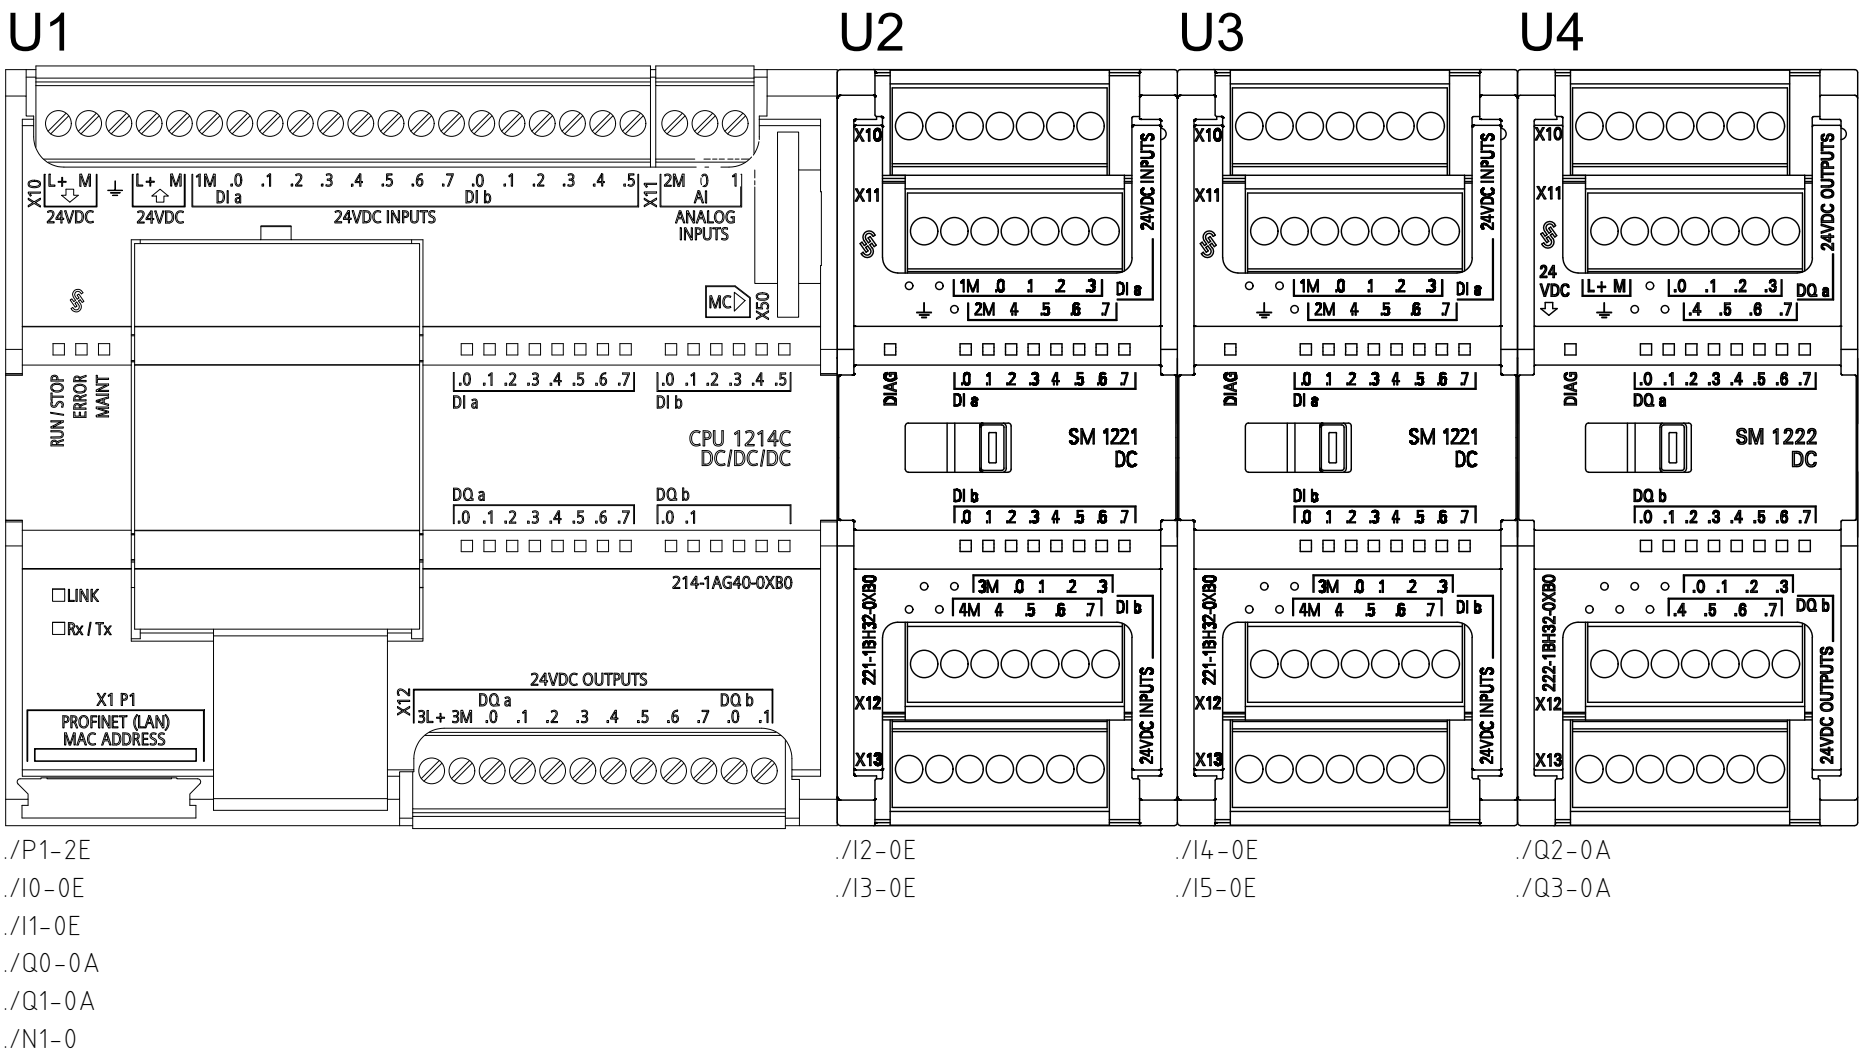 U1 U2 U3 U4
X10 L+ M L+ M 1M .0 .1 .2 .3 .4 .5 .6 .7 .0 .1 .2 .3 .4 .5 X11 2M 0 1
DI a DI b AI
24VDC 24VDC 24VDC INPUTS ANALOG
INPUTS
MC X50
RUN / STOP
ERROR
MAINT
.0 .1 .2 .3 .4 .5 .6 .7 .0 .1 .2 .3 .4 .5
DI a DI b
CPU 1214C
DC/DC/DC
DQ a DQ b
.0 .1 .2 .3 .4 .5 .6 .7 .0 .1
214-1AG40-0XB0
LINK
Rx / Tx
X1 P1
PROFINET (LAN)
MAC ADDRESS
24VDC OUTPUTS
X12 DQ a DQ b
3L+ 3M .0 .1 .2 .3 .4 .5 .6 .7 .0 .1
X10
X11
24VDC INPUTS
1M .0 .1 .2 .3 DI a
2M .4 .5 .6 .7
DIAG
.0 .1 .2 .3 .4 .5 .6 .7
DI a
SM 1221
DC
DI b
.0 .1 .2 .3 .4 .5 .6 .7
221-1BH32-0XB0
3M .0 .1 .2 .3
4M .4 .5 .6 .7 DI b
24VDC INPUTS
X12
X13
X10
X11
24VDC INPUTS
1M .0 .1 .2 .3 DI a
2M .4 .5 .6 .7
DIAG
.0 .1 .2 .3 .4 .5 .6 .7
DI a
SM 1221
DC
DI b
.0 .1 .2 .3 .4 .5 .6 .7
221-1BH32-0XB0
3M .0 .1 .2 .3
4M .4 .5 .6 .7 DI b
24VDC INPUTS
X12
X13
X10
X11
24VDC OUTPUTS
24
VDC L+ M .0 .1 .2 .3 DQ a
.4 .5 .6 .7
DIAG
.0 .1 .2 .3 .4 .5 .6 .7
DQ a
SM 1222
DC
DQ b
.0 .1 .2 .3 .4 .5 .6 .7
222-1BH32-0XB0
.0 .1 .2 .3
.4 .5 .6 .7 DQ b
24VDC OUTPUTS
X12
X13
./P1-2E ./I2-0E ./I4-0E ./Q2-0A
./I0-0E ./I3-0E ./I5-0E ./Q3-0A
./I1-0E
./Q0-0A
./Q1-0A
./N1-0